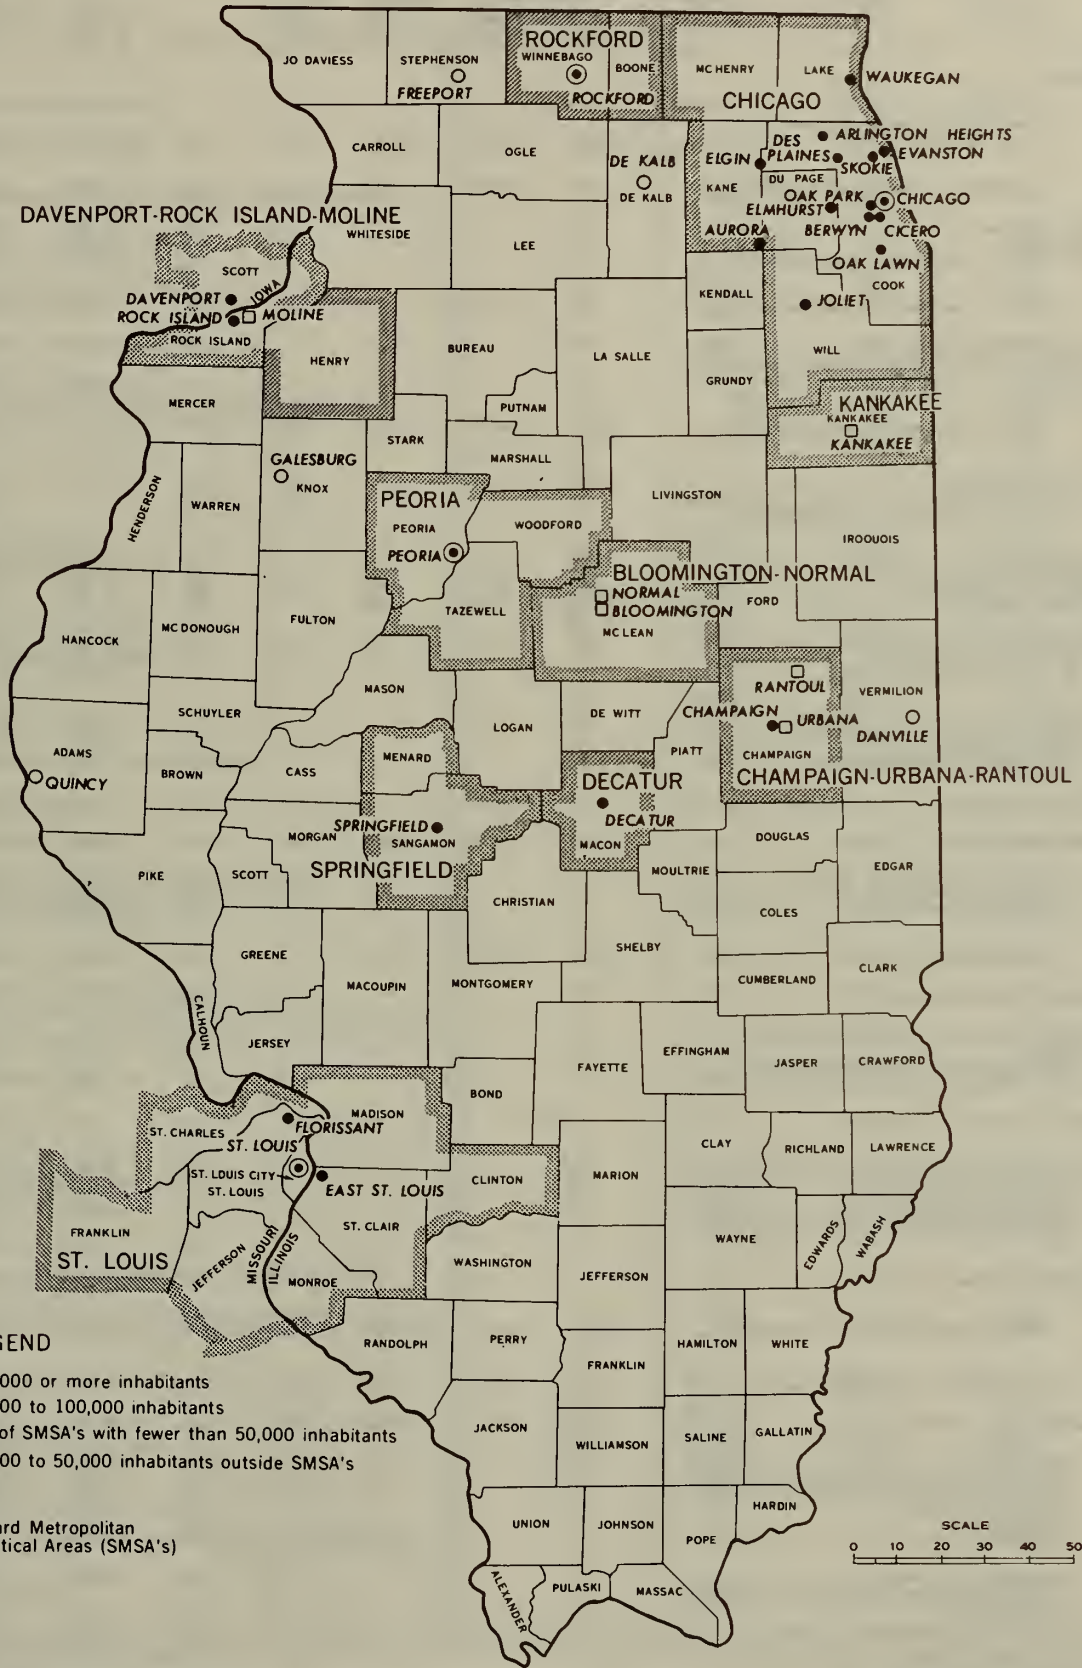 ROCKFORD
JO DAVIESS
STEPHENSON
FREEPORT
WINNEBAGO
BOONE
ROCKFORD
MCHENRY
LAKE
WAUKEGAN
CHICAGO
CARROLL
OGLE
DE KALB
DE KALB
ELGIN
KANE
DES
PLAINES
ARLINGTON HEIGHTS
EVANSTON
SKOKIE
DU PAGE
OAK PARK
CHICAGO
ELMHURST
BERWYN
CICERO
AURORA
OAK LAWN
COOK
DAVENPORT-ROCK ISLAND-MOLINE
WHITESIDE
LEE
SCOTT
IOWA
DAVENPORT
ROCK ISLAND
MOLINE
ROCK ISLAND
HENRY
BUREAU
LA SALLE
KENDALL
JOLIET
WILL
GRUNDY
PUTNAM
MERCER
STARK
MARSHALL
KANKAKEE
KANKAKEE
KANKAKEE
GALESBURG
KNOX
HENDERSON
WARREN
PEORIA
PEORIA
PEORIA
WOODFORD
LIVINGSTON
IROOUOIS
BLOOMINGTON-NORMAL
NORMAL
BLOOMINGTON
MCLEAN
FORD
TAZEWELL
FULTON
HANCOCK
MCDONOUGH
MASON
SCHUYLER
LOGAN
DE WITT
RANTOUL
CHAMPAIGN
URBANA
CHAMPAIGN
CHAMPAIGN-URBANA-RANTOUL
VERMILION
DANVILLE
PIATT
ADAMS
QUINCY
BROWN
CASS
MENARD
DECATUR
DECATUR
MACON
SPRINGFIELD
SANGAMON
SPRINGFIELD
MORGAN
SCOTT
PIKE
CHRISTIAN
MOULTRIE
DOUGLAS
EDGAR
COLES
SHELBY
GREENE
MACOUPIN
MONTGOMERY
CUMBERLAND
CLARK
CALHOUN
JERSEY
FAYETTE
EFFINGHAM
JASPER
CRAWFORD
BOND
MADISON
FLORISSANT
ST. CHARLES
ST. LOUIS
ST. LDUIS CITY
ST. LOUIS
EAST ST. LOUIS
CLINTON
MARION
CLAY
RICHLAND
LAWRENCE
ST. CLAIR
FRANKLIN
ST. LOUIS
JEFFERSON
MISSOURI
ILLINOIS
MONROE
WASHINGTON
JEFFERSON
WAYNE
EDWARDS
WABASH
RANDOLPH
PERRY
FRANKLIN
HAMILTON
WHITE
JACKSON
WILLIAMSON
SALINE
GALLATIN
UNION
JOHNSON
POPE
HARDIN
ALEXANDER
PULASKI
MASSAC
GEND
000 or more inhabitants
00 to 100,000 inhabitants
of SMSA's with fewer than 50,000 inhabitants
00 to 50,000 inhabitants outside SMSA's
ard Metropolitan
tical Areas (SMSA's)
SCALE
0 10 20 30 40 50